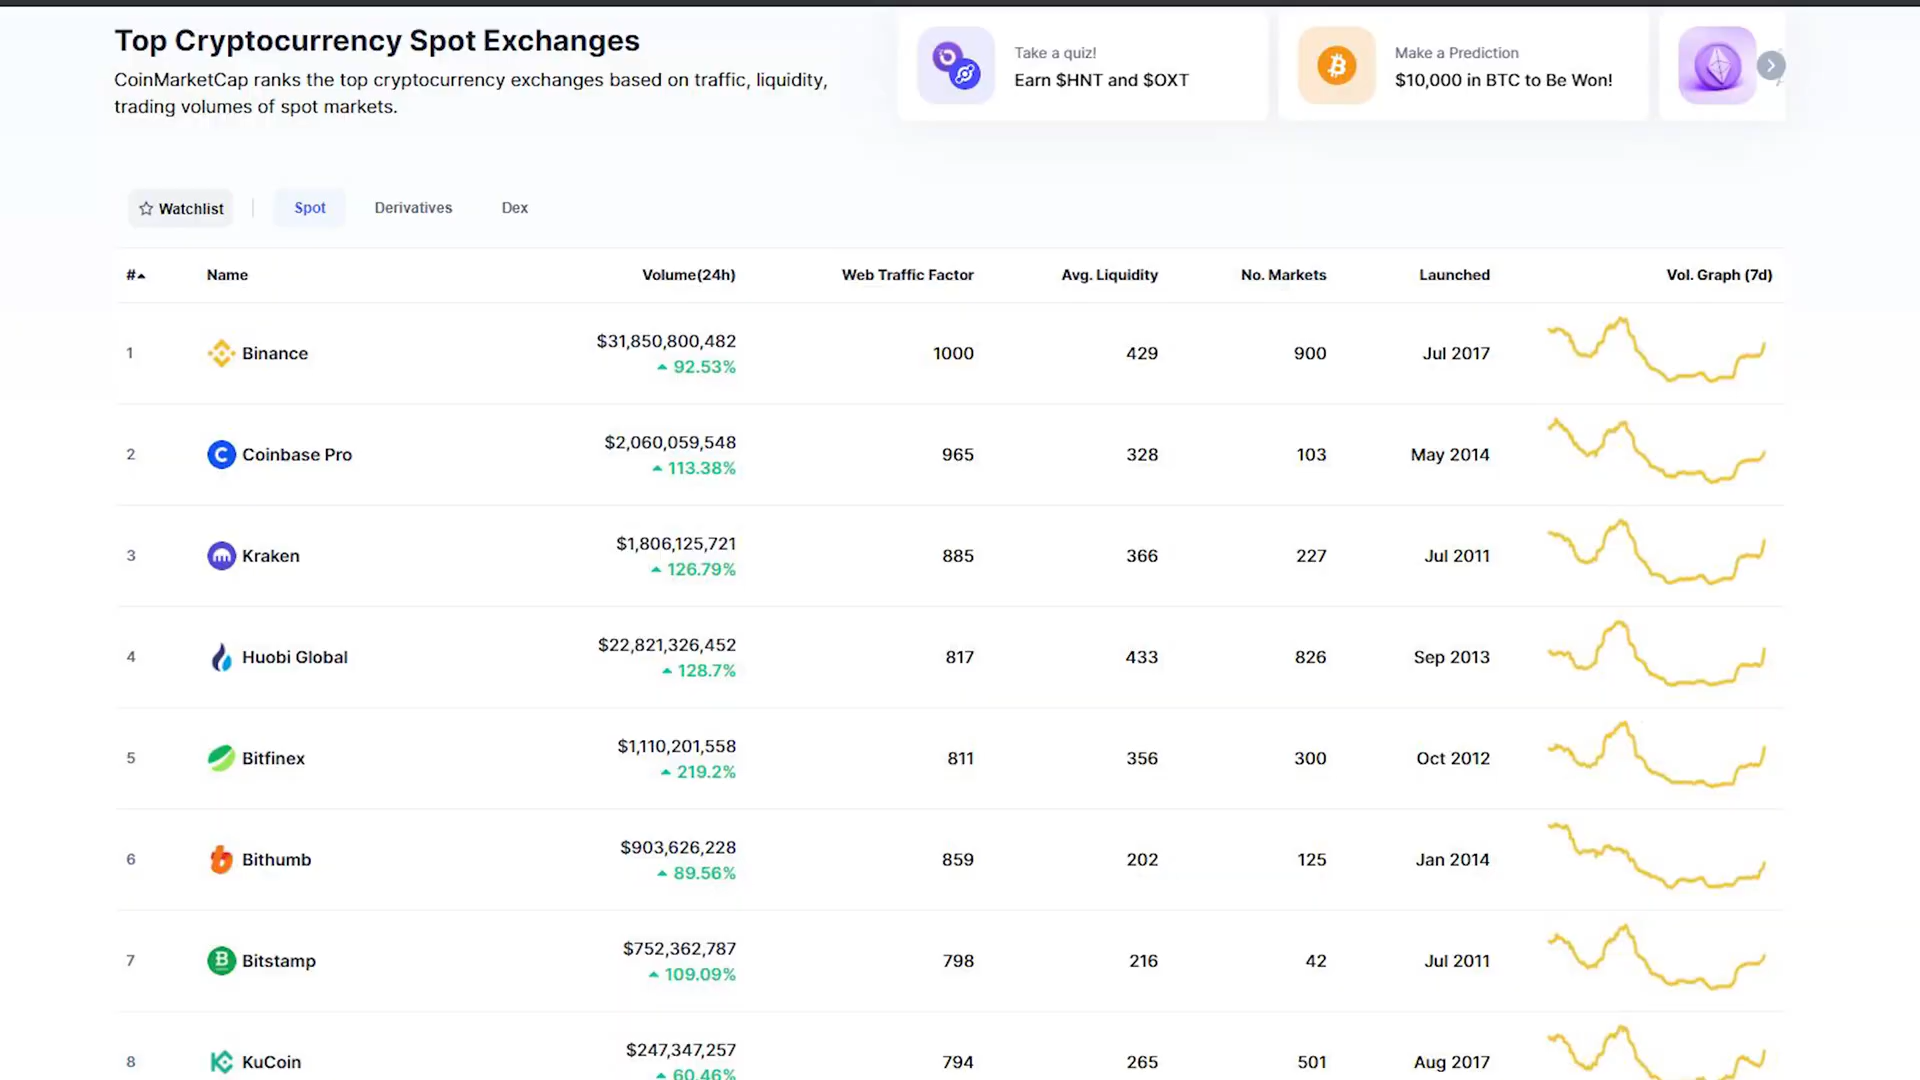 Top Cryptocurrency Spot Exchanges
CoinMarketCap ranks the top cryptocurrency exchanges based on traffic, liquidity,
trading volumes of spot markets.
Take a quiz!
Earn $HNT and $OXT
Make a Prediction
$10,000 in BTC to Be Won!
Watchlist Spot Derivatives Dex
# Name Volume(24h) Web Traffic Factor Avg. Liquidity No. Markets Launched Vol. Graph (7d)
1 Binance $31,850,800,482 1000 429 900 Jul 2017
92.53%
2 Coinbase Pro $2,060,059,548 965 328 103 May 2014
113.38%
3 Kraken $1,806,125,721 885 366 227 Jul 2011
126.79%
4 Huobi Global $22,821,326,452 817 433 826 Sep 2013
128.7%
5 Bitfinex $1,110,201,558 811 356 300 Oct 2012
219.2%
6 Bithumb $903,626,228 859 202 125 Jan 2014
89.56%
7 Bitstamp $752,362,787 798 216 42 Jul 2011
109.09%
8 KuCoin $247,347,257 794 265 501 Aug 2017
60.46%